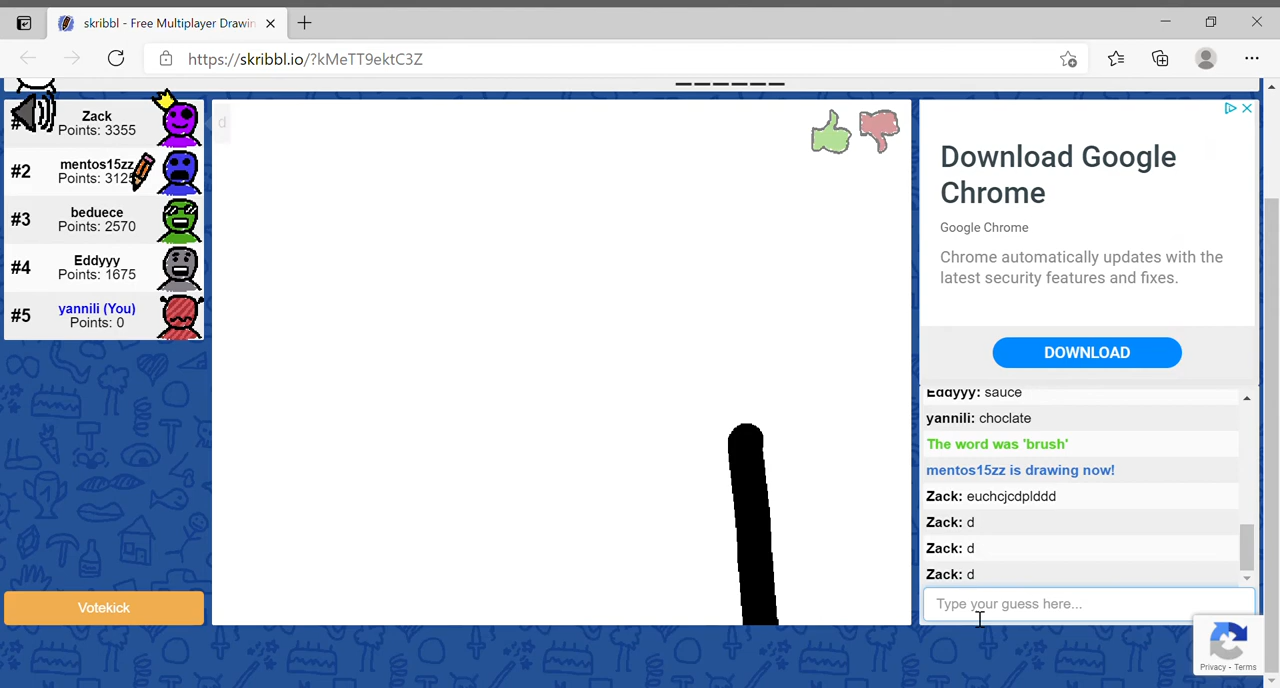 skribbl - Free Multiplayer Drawin
https://skribbl.io/?kMeTT9ektC3Z
_ _ _ _ _ _
Zack
Points: 3355
#2
mentos15zz
Points: 3125
#3
beduece
Points: 2570
#4
Eddyyy
Points: 1675
#5
yannili (You)
Points: 0
Votekick
d
Download Google
Chrome
Google Chrome
Chrome automatically updates with the
latest security features and fixes.
DOWNLOAD
Eddyyy: sauce
yannili: choclate
The word was 'brush'
mentos15zz is drawing now!
Zack: euchcjcdplddd
Zack: d
Zack: d
Zack: d
Type your guess here...
Privacy - Terms